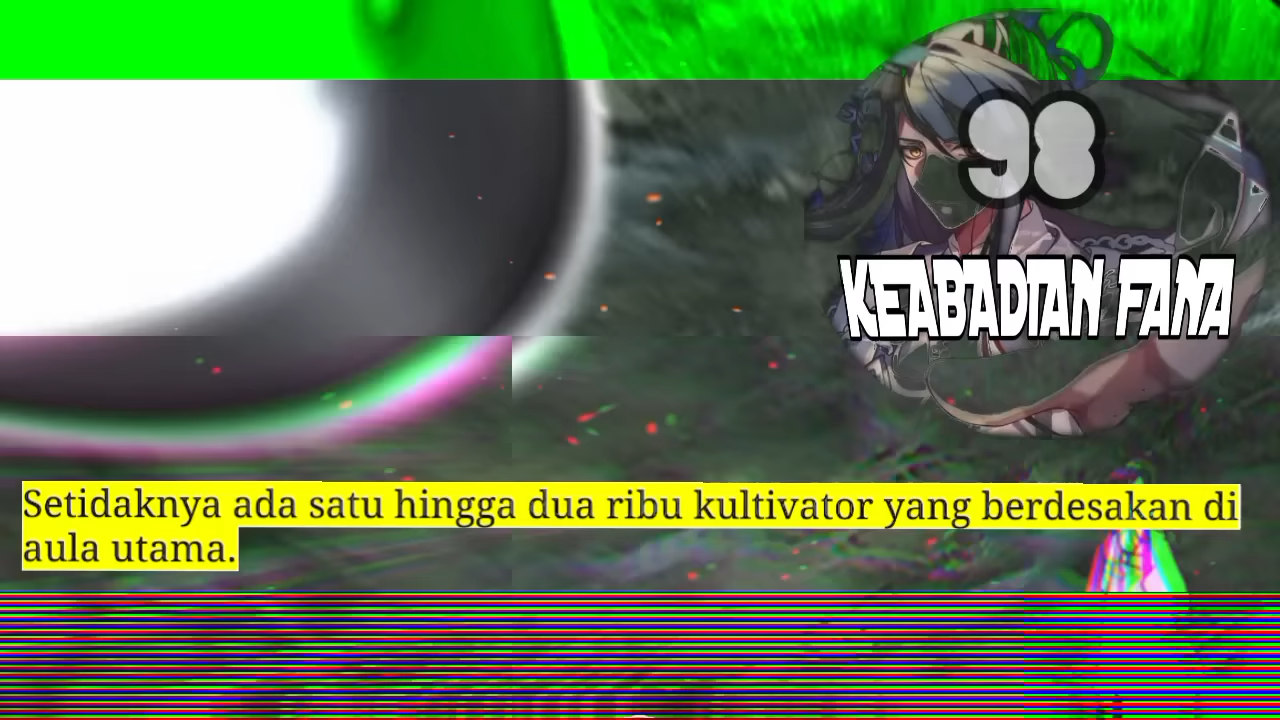 98
KEABADIAN FANA
Setidaknya ada satu hingga dua ribu kultivator yang berdesakan di
aula utama.